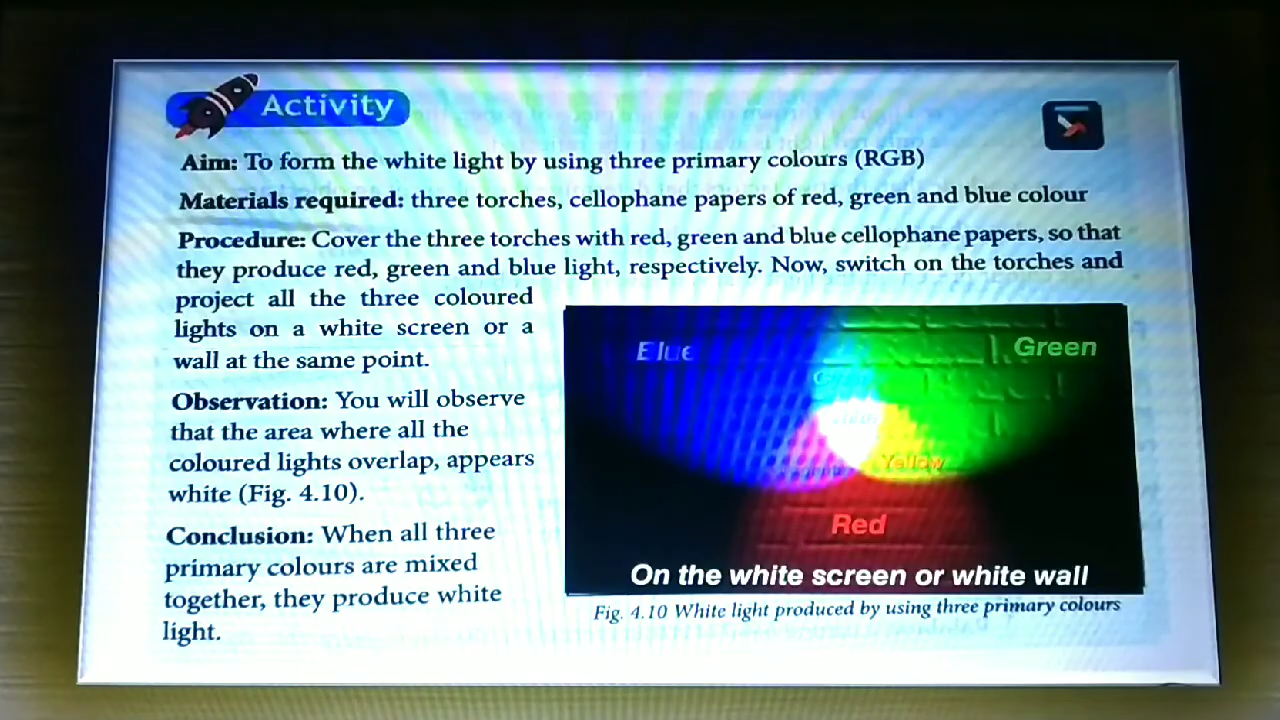 Activity
Aim: To form the white light by using three primary colours (RGB)
Materials required: three torches, cellophane papers of red, green and blue colour
Procedure: Cover the three torches with red, green and blue cellophane papers, so that
they produce red, green and blue light, respectively. Now, switch on the torches and
project all the three coloured
lights on a white screen or a
wall at the same point.
Observation: You will observe
that the area where all the
coloured lights overlap, appears
white (Fig. 4.10).
Conclusion: When all three
primary colours are mixed
together, they produce white
light.
Blue
Green
Yellow
Red
On the white screen or white wall
Fig. 4.10 White light produced by using three primary colours